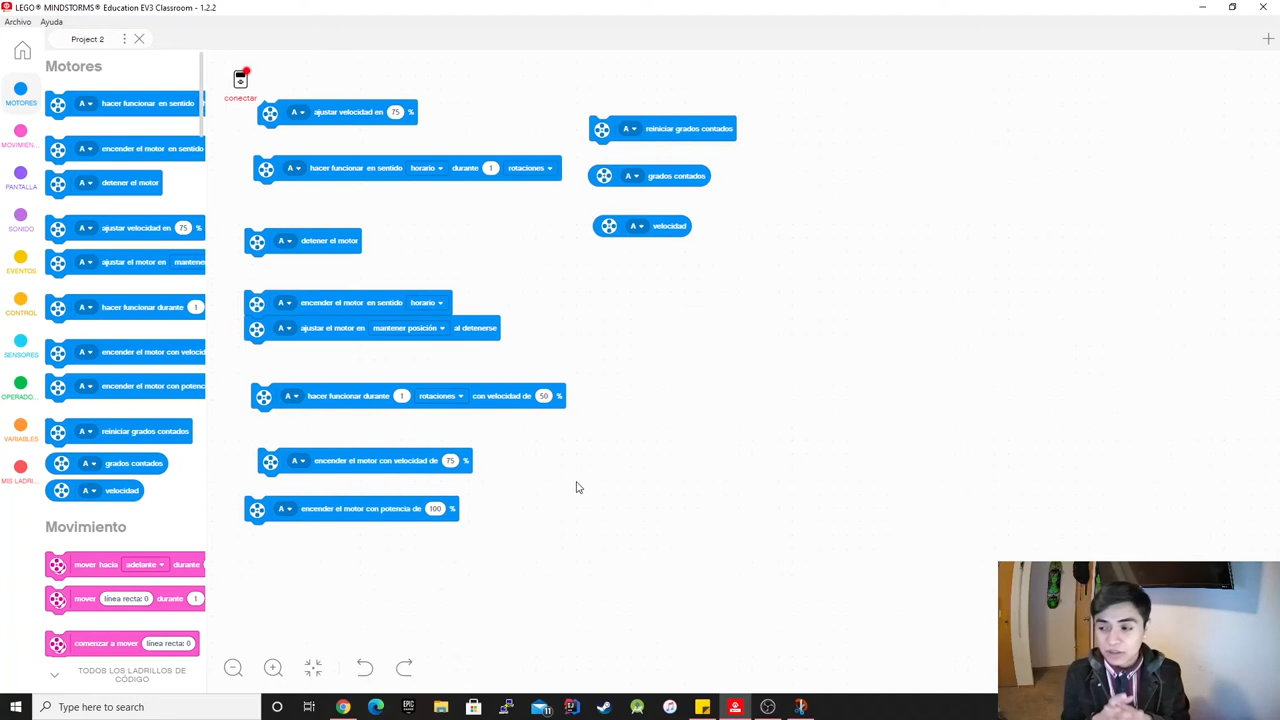 LEGO® MINDSTORMS® Education EV3 Classroom - 1.2.2
Archivo Ayuda
Project 2
MOTORES
MOVIMIEN...
PANTALLA
SONIDO
EVENTOS
CONTROL
SENSORES
OPERADO...
VARIABLES
MIS LADRI...
Motores
A hacer funcionar en sentido
A encender el motor en sentido
A detener el motor
A ajustar velocidad en 75 %
A ajustar el motor en mantener
A hacer funcionar durante 1
A encender el motor con velocid
A encender el motor con potenc
A reiniciar grados contados
A grados contados
A velocidad
Movimiento
mover hacia adelante durante
mover línea recta: 0 durante 1
comenzar a mover línea recta: 0
TODOS LOS LADRILLOS DE
CÓDIGO
conectar
A ajustar velocidad en 75 %
A hacer funcionar en sentido horario durante 1 rotaciones
A detener el motor
A encender el motor en sentido horario
A ajustar el motor en mantener posición al detenerse
A hacer funcionar durante 1 rotaciones con velocidad de 50 %
A encender el motor con velocidad de 75 %
A encender el motor con potencia de 100 %
A reiniciar grados contados
A grados contados
A velocidad
Type here to search
EPIC
11